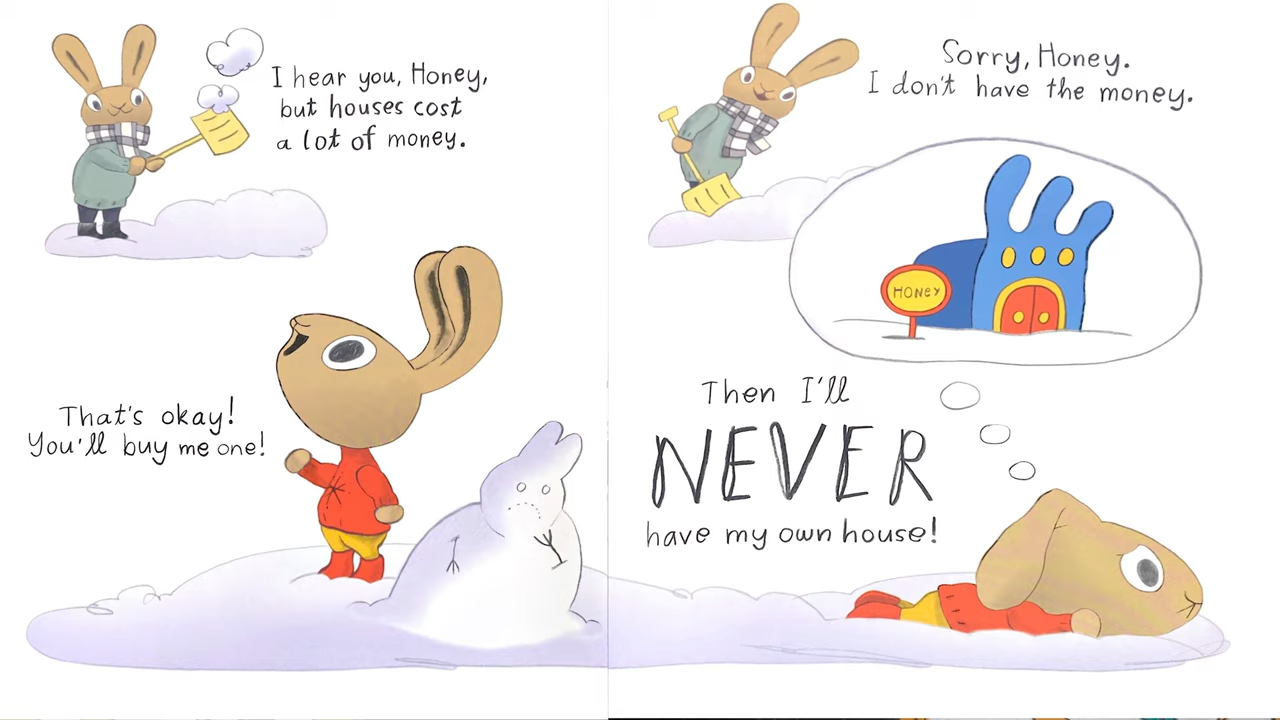 I hear you, Honey,
but houses cost
a lot of money.
That's okay!
You'll buy me one!
Sorry, Honey.
I don't have the money.
HONEY
Then I'll
NEVER
have my own house!